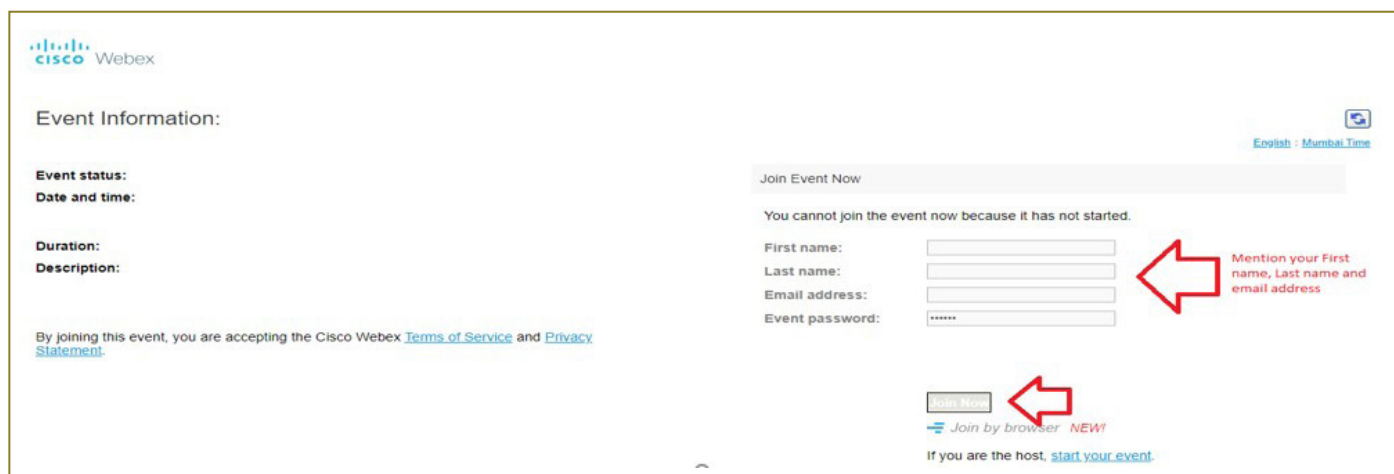 CISCO Webex
Event Information:
English : Mumbai Time
Event status:
Date and time:
Duration:
Description:
By joining this event, you are accepting the Cisco Webex Terms of Service and Privacy
Statement.
Join Event Now
You cannot join the event now because it has not started.
First name:
Last name:
Email address:
Event password: ••••••
Mention your First
name, Last name and
email address
Join Now
Join by browser NEW!
If you are the host, start your event.